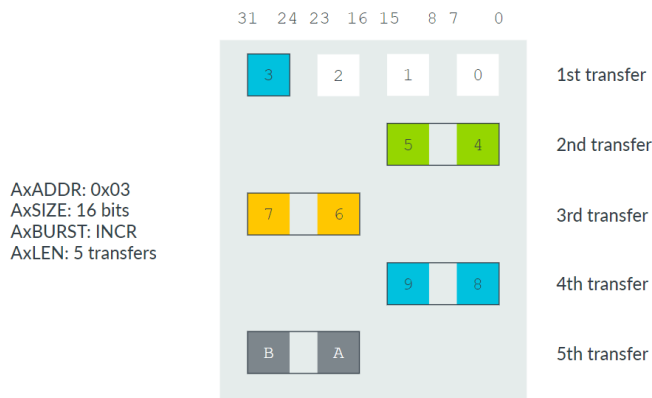 31 24 23 16 15 8 7 0
3 2 1 0 1st transfer
5 4 2nd transfer
AxADDR: 0x03
AxSIZE: 16 bits
AxBURST: INCR
AxLEN: 5 transfers
7 6 3rd transfer
9 8 4th transfer
B A 5th transfer